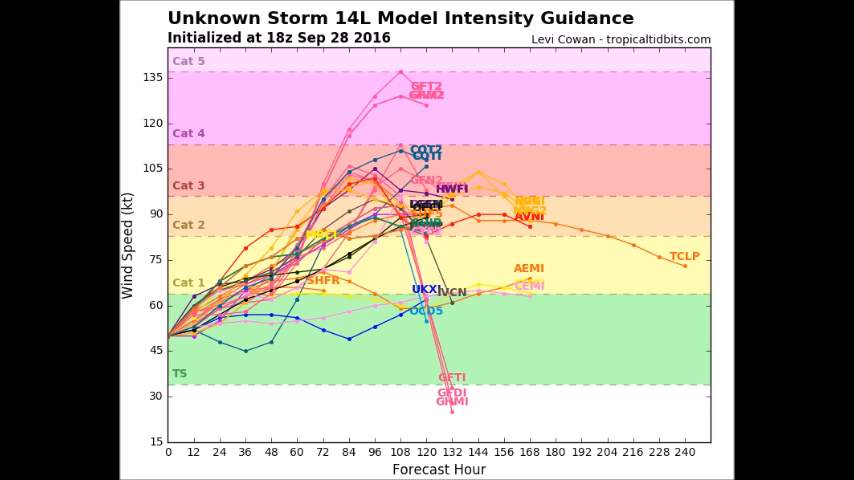 Unknown Storm 14L Model Intensity Guidance
Initialized at 18z Sep 28 2016
Levi Cowan - tropicaltidbits.com
Wind Speed (kt)
135
120
105
90
75
60
45
30
15
Cat 5
Cat 4
Cat 3
Cat 2
Cat 1
TS
GFT2
COT2
COTI
GFN2
HWFI
AVNI
TCLP
AEMI
SHFR
CEMI
UKXI
IVCN
OCD5
GFTI
GFDI
GHMI
0 12 24 36 48 60 72 84 96 108 120 132 144 156 168 180 192 204 216 228 240
Forecast Hour